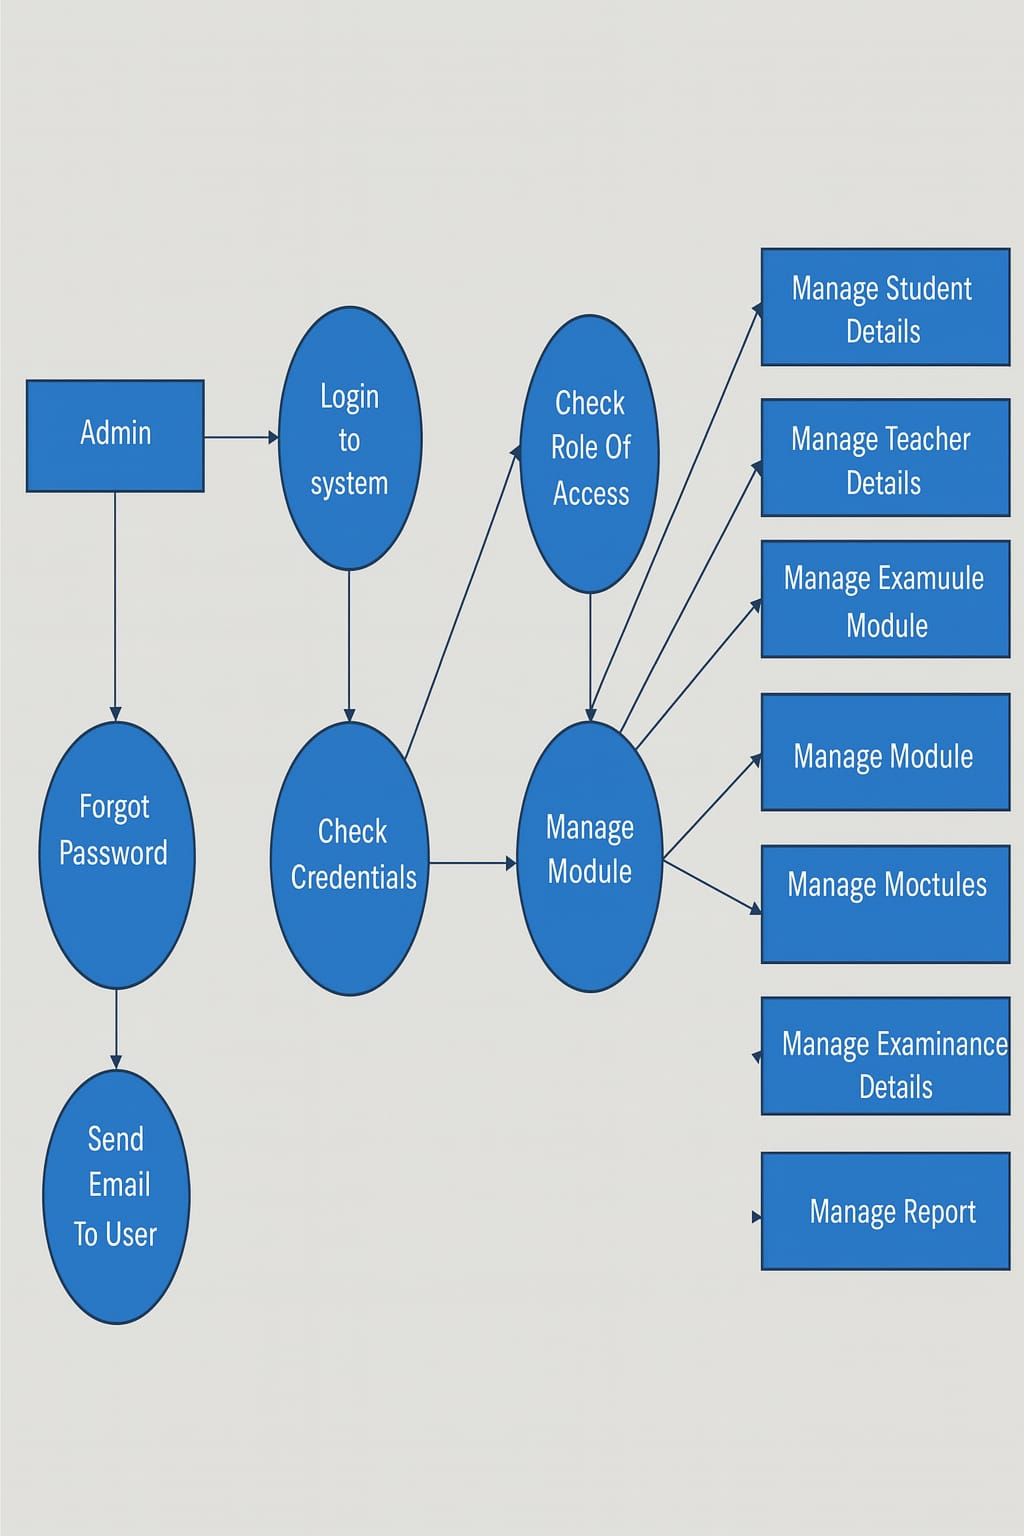 Admin
Login
to
system
Check
Role Of
Access
Forgot
Password
Send
Email
To User
Check
Credentials
Manage
Module
Manage Student
Details
Manage Teacher
Details
Manage Examuule
Module
Manage Module
Manage Moctules
Manage Examinance
Details
Manage Report